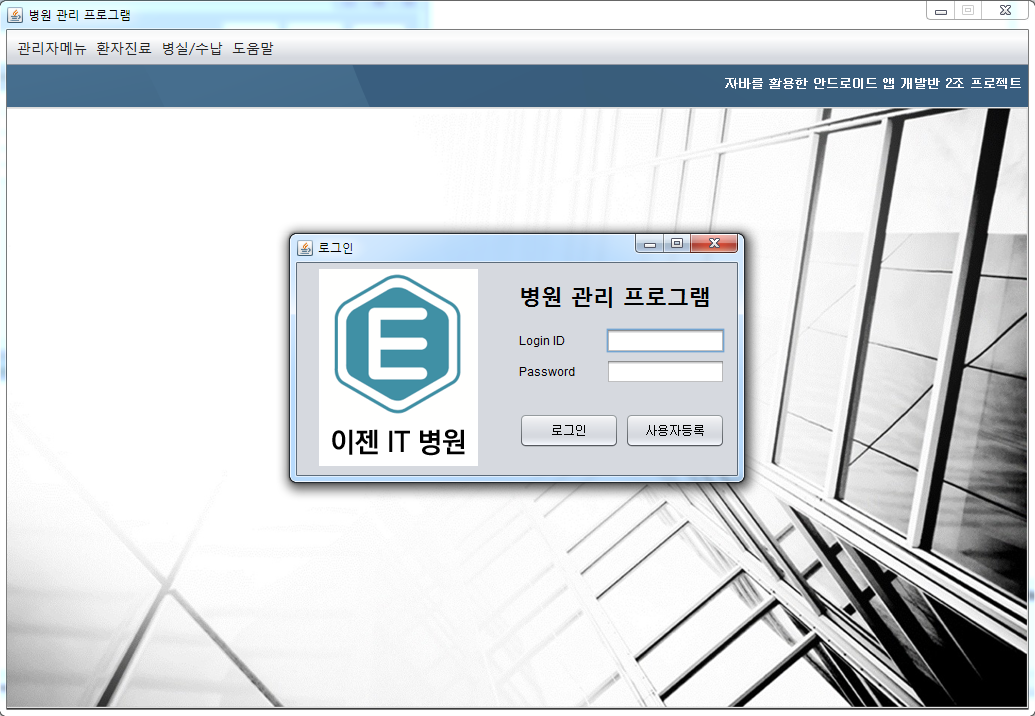 병원 관리 프로그램
관리자메뉴 환자진료 병실/수납 도움말
자바를 활용한 안드로이드 앱 개발반 2조 프로젝트
로그인
E
이젠 IT 병원
병원 관리 프로그램
Login ID
Password
로그인 사용자등록